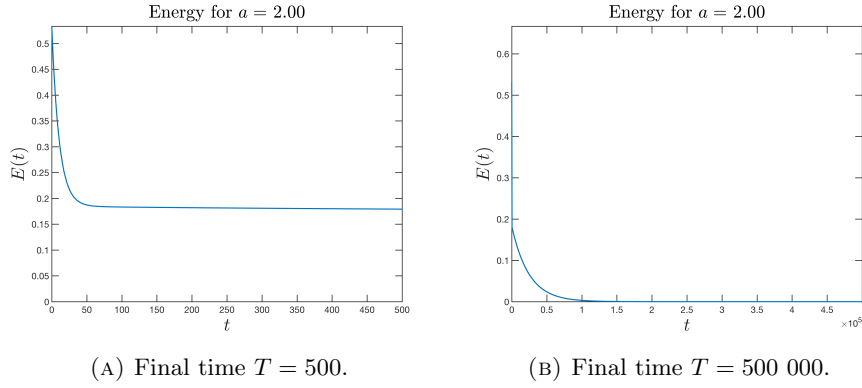 Energy for a = 2.00
E(t)
0.5
0.45
0.4
0.35
0.3
0.25
0.2
0.15
0.1
0.05
0
0 50 100 150 200 250 300 350 400 450 500
t
(A) Final time T = 500.
Energy for a = 2.00
E(t)
0.6
0.5
0.4
0.3
0.2
0.1
0
0 0.5 1 1.5 2 2.5 3 3.5 4 4.5 5
×10⁵
t
(B) Final time T = 500 000.